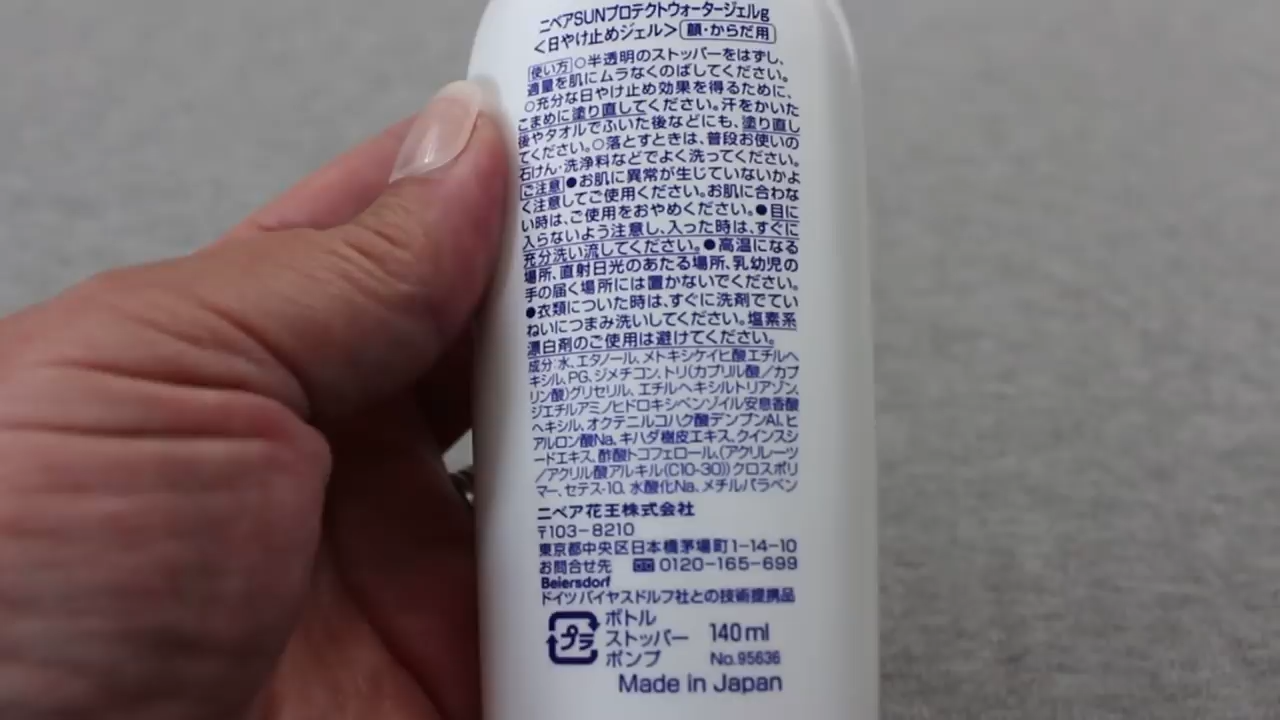 ニベアSUNプロテクトウォータージェルg
＜日やけ止めジェル＞ 顔・からだ用
使い方 ○半透明のストッパーをはずし、
適量を肌にムラなくのばしてください。
○充分な日やけ止め効果を得るために、
こまめに塗り直してください。汗をかいた
後やタオルでふいた後などにも、塗り直し
てください。○落とすときは、普段お使いの
石けん・洗浄料などでよく洗ってください。
ご注意 ●お肌に異常が生じていないかよ
く注意してご使用ください。お肌に合わな
い時は、ご使用をおやめください。●目に
入らないよう注意し、入った時は、すぐに
充分洗い流してください。●高温になる
場所、直射日光のあたる場所、乳幼児の
手の届く場所には置かないでください。
●衣類についた時は、すぐに洗剤でてい
ねいにつまみ洗いしてください。塩素系
漂白剤のご使用は避けてください。
成分：水、エタノール、メトキシケイヒ酸エチルヘ
キシル、PG、ジメチコン、トリ(カプリル酸／カプ
リン酸)グリセリル、エチルヘキシルトリアゾン、
ジエチルアミノヒドロキシベンゾイル安息香酸
ヘキシル、オクテニルコハク酸デンプンAl、ヒ
アルロン酸Na、キハダ樹皮エキス、クインスシ
ードエキス、酢酸トコフェロール、(アクリレーツ
／アクリル酸アルキル(C10-30))クロスポリ
マー、セテス-10、水酸化Na、メチルパラベン
ニベア花王株式会社
〒103－8210
東京都中央区日本橋茅場町1－14－10
お問合せ先 0120－165－699
Beiersdorf
ドイツバイヤスドルフ社との技術提携品
プラ ボトル
ストッパー 140ml
ポンプ No.95636
Made in Japan